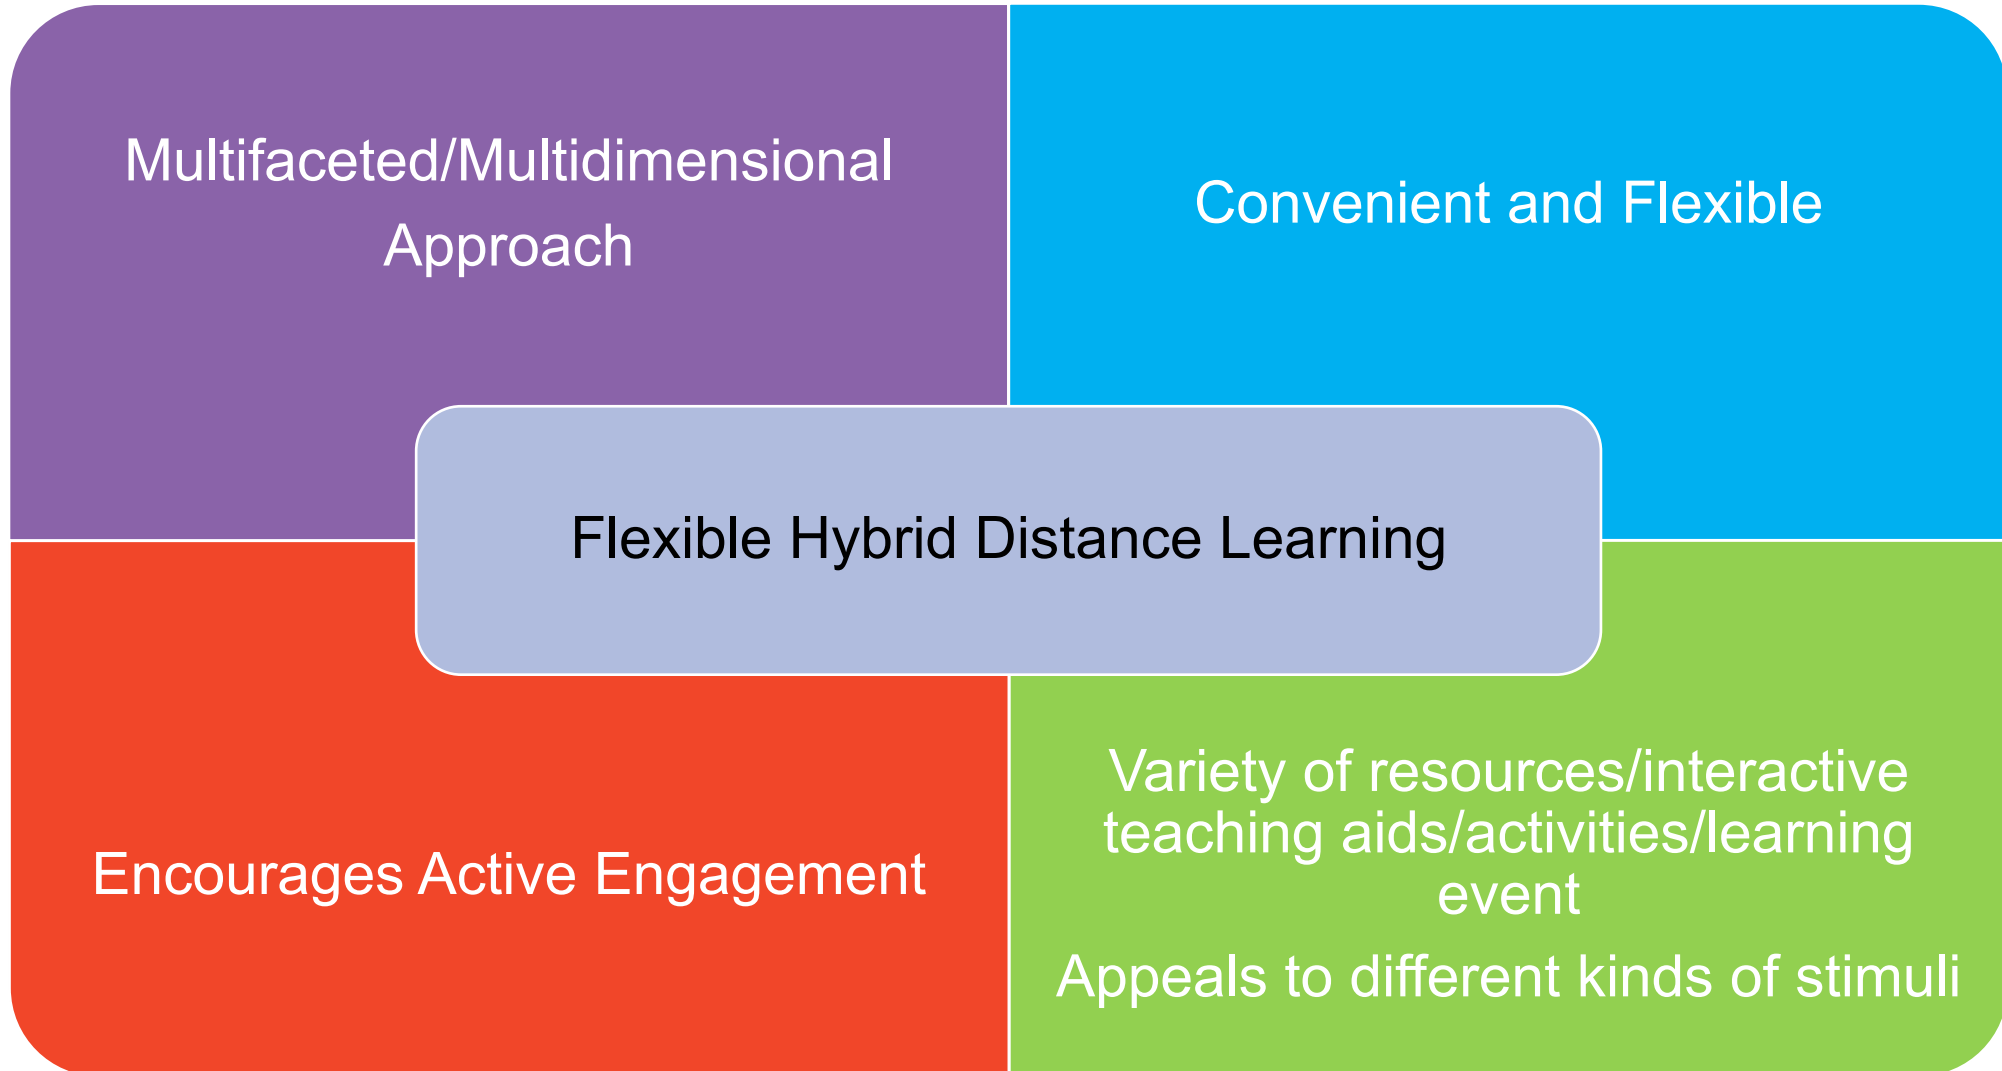 Multifaceted/Multidimensional
Approach
Convenient and Flexible
Flexible Hybrid Distance Learning
Encourages Active Engagement
Variety of resources/interactive
teaching aids/activities/learning
event
Appeals to different kinds of stimuli